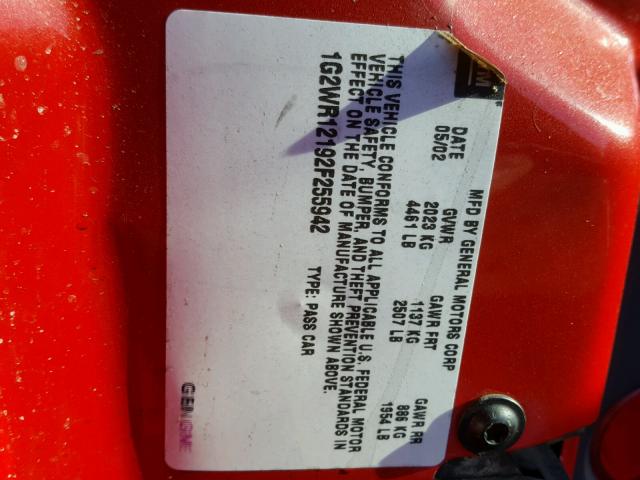 GM
MFD BY GENERAL MOTORS CORP
DATE GVWR GAWR FRT GAWR RR
05/02 2023 KG 1137 KG 886 KG
4461 LB 2507 LB 1954 LB
THIS VEHICLE CONFORMS TO ALL APPLICABLE U.S. FEDERAL MOTOR
VEHICLE SAFETY, BUMPER, AND THEFT PREVENTION STANDARDS IN
EFFECT ON THE DATE OF MANUFACTURE SHOWN ABOVE.
1G2WR12192F255942 TYPE: PASS CAR